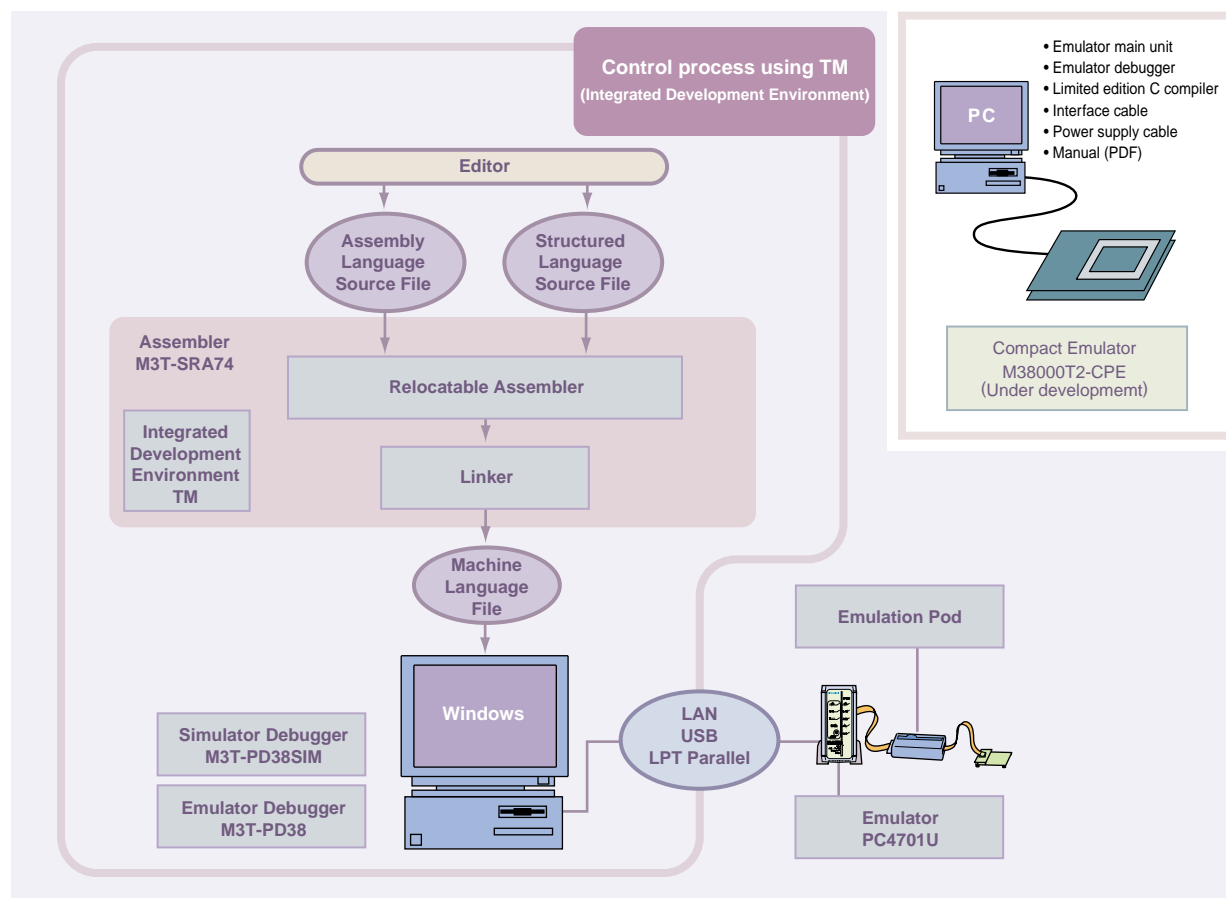 Control process using TM
(Integrated Development Environment)
Editor
Assembly
Language
Source File
Structured
Language
Source File
Assembler
M3T-SRA74
Relocatable Assembler
Integrated
Development
Environment
TM
Linker
Machine
Language
File
Windows
Simulator Debugger
M3T-PD38SIM
Emulator Debugger
M3T-PD38
LAN
USB
LPT Parallel
Emulation Pod
Emulator
PC4701U
PC
• Emulator main unit
• Emulator debugger
• Limited edition C compiler
• Interface cable
• Power supply cable
• Manual (PDF)
Compact Emulator
M38000T2-CPE
(Under developmemt)